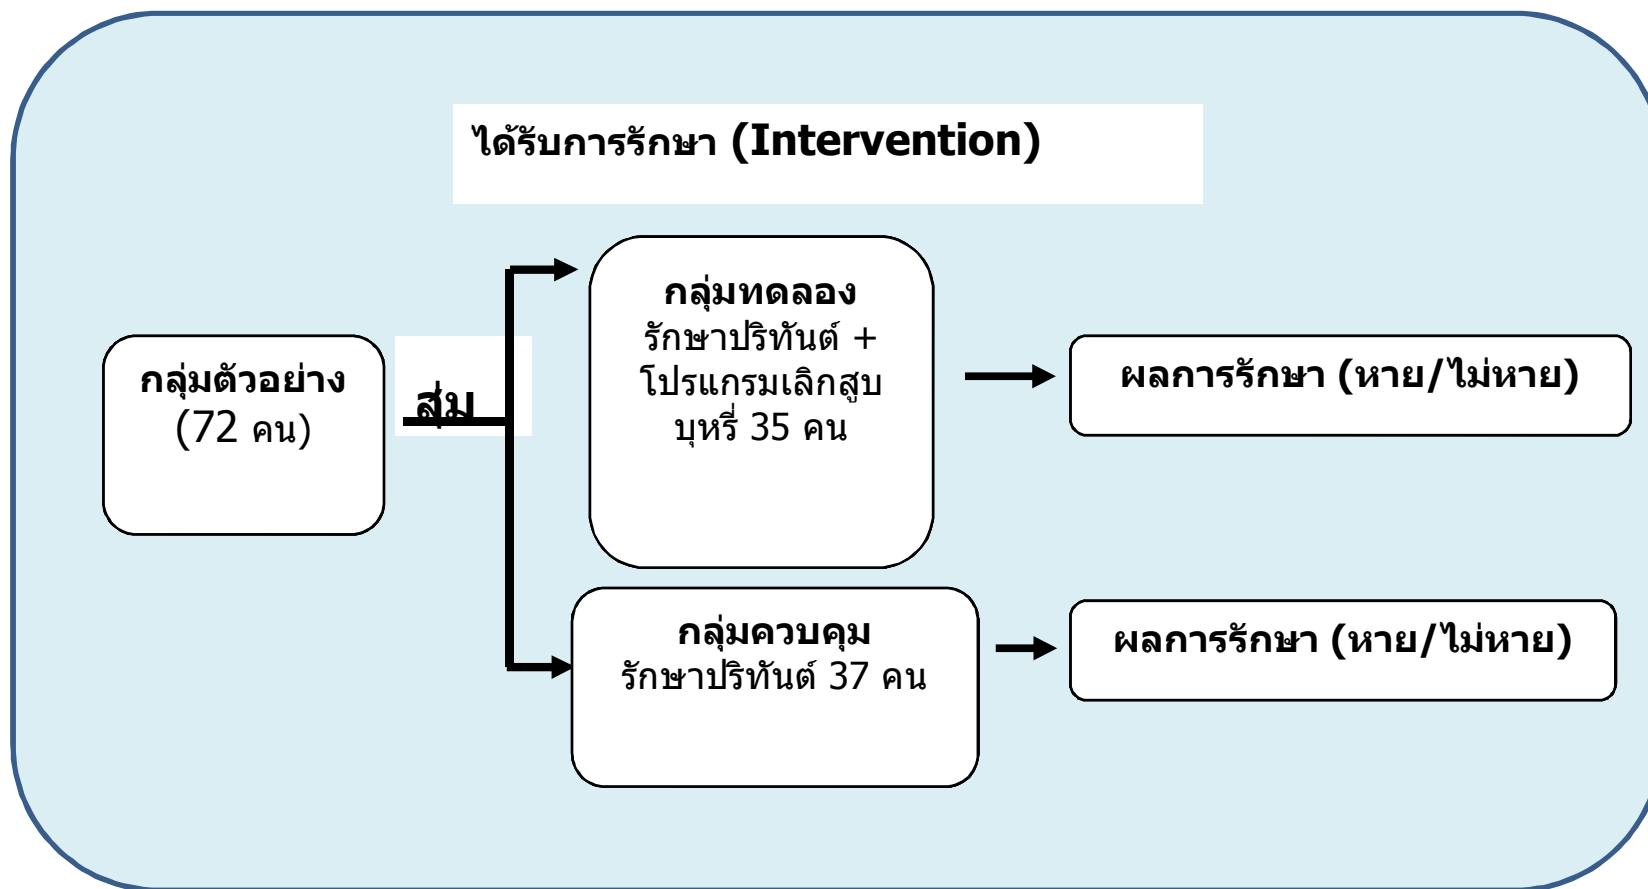 ได้รับการรักษา (Intervention)
กลุ่มตัวอย่าง
(72 คน)
สุ่ม
กลุ่มทดลอง
รักษาปริทันต์ +
โปรแกรมเลิกสูบ
บุหรี่ 35 คน
ผลการรักษา (หาย/ไม่หาย)
กลุ่มควบคุม
รักษาปริทันต์ 37 คน
ผลการรักษา (หาย/ไม่หาย)